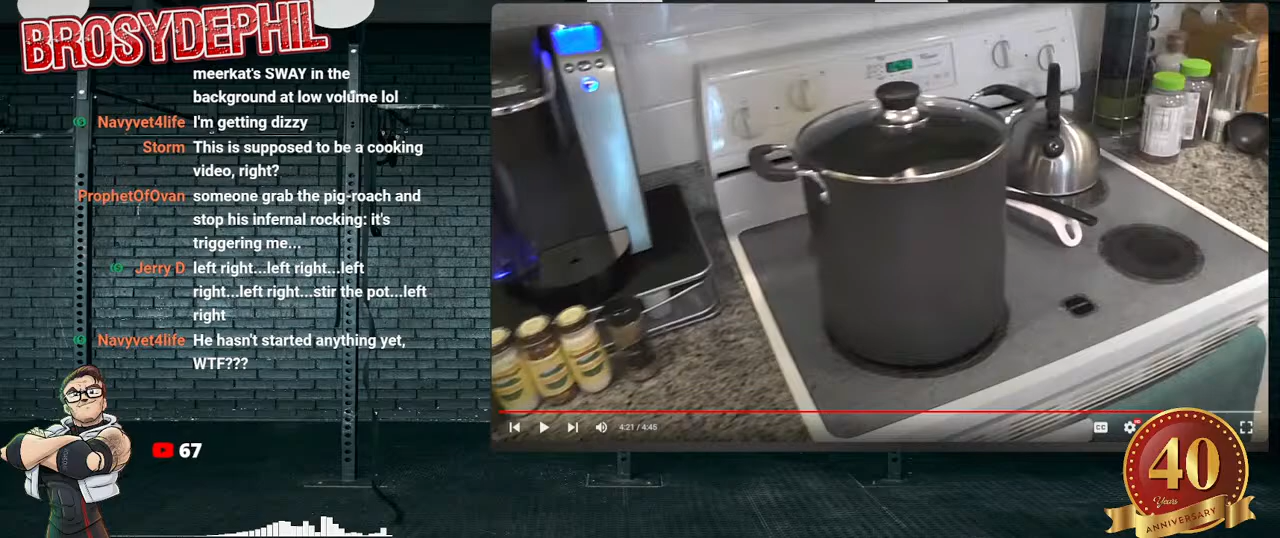 BROSYDEPHIL
meerkat's SWAY in the
background at low volume lol
Navyvet4life I'm getting dizzy
Storm This is supposed to be a cooking
video, right?
ProphetOfOvan someone grab the pig-roach and
stop his infernal rocking: it's
triggering me...
Jerry D left right...left right...left
right...left right...stir the pot...left
right
Navyvet4life He hasn't started anything yet,
WTF???
67
4:21 / 4:45
CC
40
Years
ANNIVERSARY